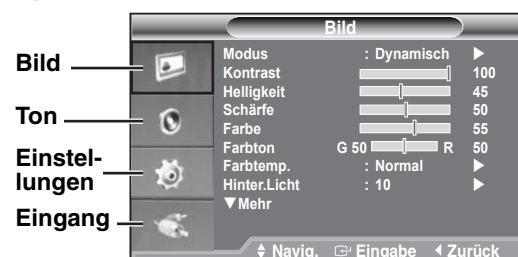 Bild
Bild
Ton
Einstel-
lungen
Eingang
Modus : Dynamisch ▶
Kontrast 100
Helligkeit 45
Schärfe 50
Farbe 55
Farbton G 50 R 50
Farbtemp. : Normal ▶
Hinter.Licht : 10 ▶
▼Mehr
Navig. Eingabe Zurück